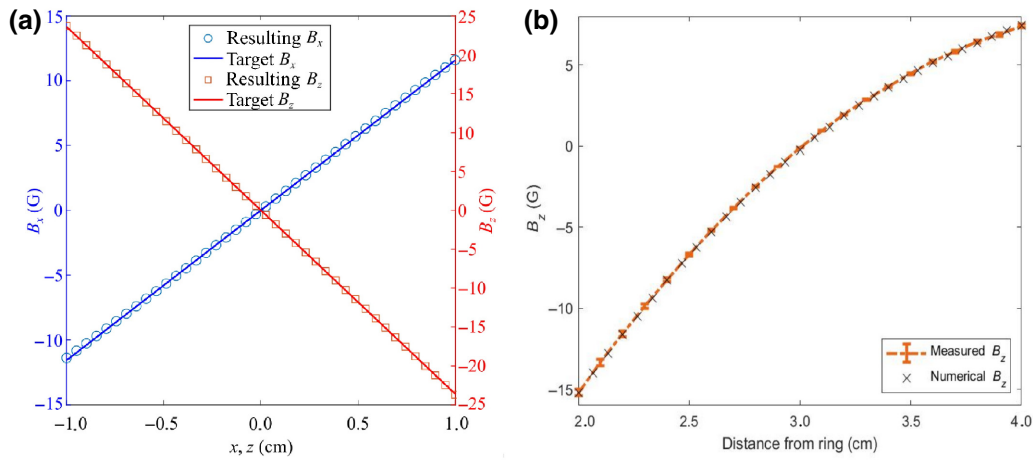 (a)
15
10
5
0
−5
−10
−15
B_x (G)
Resulting B_x
Target B_x
Resulting B_z
Target B_z
25
20
15
10
5
0
−5
−10
−15
−20
−25
B_z (G)
−1.0 −0.5 0.0 0.5 1.0
x, z (cm)
(b)
5
0
-5
-10
-15
B_z (G)
Measured B_z
Numerical B_z
2.0 2.5 3.0 3.5 4.0
Distance from ring (cm)